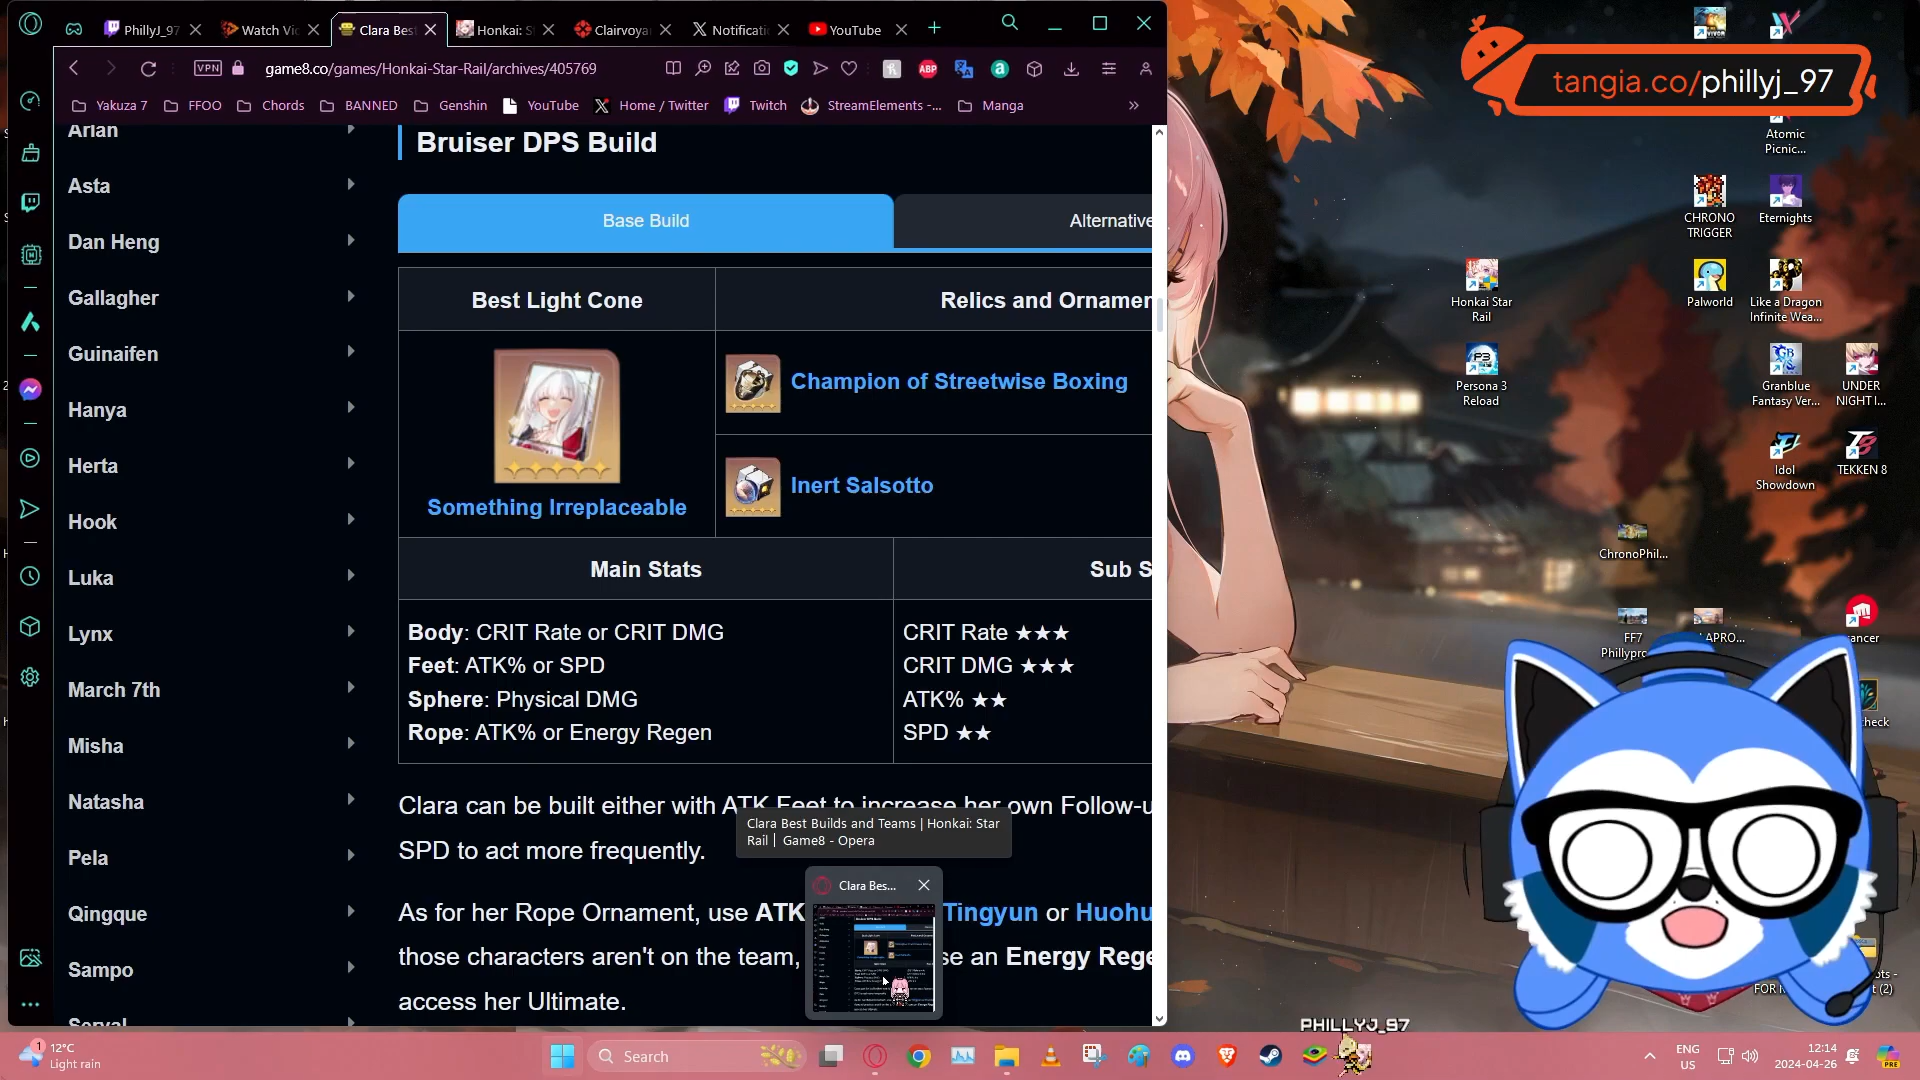 PhillyJ_97
Watch Vi
Clara Best
Honkai: S
Clairvoya
Notificati
YouTube
VPN
game8.co/games/Honkai-Star-Rail/archives/405769
ABP
Yakuza 7
FFOO
Chords
BANNED
Genshin
YouTube
Home / Twitter
Twitch
StreamElements -...
Manga
Arlan
Asta
Dan Heng
Gallagher
Guinaifen
Hanya
Herta
Hook
Luka
Lynx
March 7th
Misha
Natasha
Pela
Qingque
Sampo
Serval
Bruiser DPS Build
Base Build
Alternative
Best Light Cone
Relics and Ornamen
Something Irreplaceable
Champion of Streetwise Boxing
Inert Salsotto
Main Stats
Sub S
Body: CRIT Rate or CRIT DMG
Feet: ATK% or SPD
Sphere: Physical DMG
Rope: ATK% or Energy Regen
CRIT Rate ★★★
CRIT DMG ★★★
ATK% ★★
SPD ★★
Clara can be built either with ATK Feet to increase her own Follow-u
SPD to act more frequently.
As for her Rope Ornament, use ATK
Tingyun or Huohu
those characters aren't on the team,
se an Energy Rege
access her Ultimate.
Clara Best Builds and Teams | Honkai: Star
Rail | Game8 - Opera
Clara Bes...
tangia.co/phillyj_97
Atomic
Picnic...
CHRONO
TRIGGER
Eternights
Honkai Star
Rail
Palworld
Like a Dragon
Infinite Wea...
Persona 3
Reload
Granblue
Fantasy Ver...
UNDER
NIGHT I...
Idol
Showdown
TEKKEN 8
ChronoPhil...
FF7
Phillypro
APRO...
ancer
check
FOR
(2)
PHILLYJ_97
1
12°C
Light rain
Search
ENG
US
12:14
2024-04-26
PRE